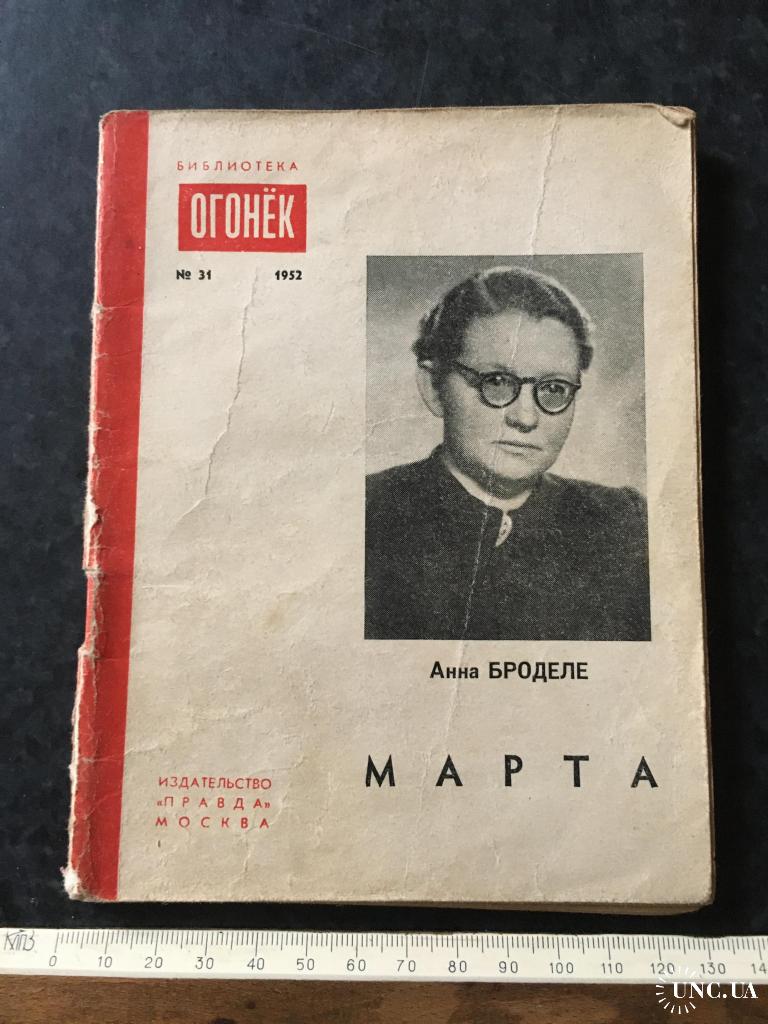 БИБЛИОТЕКА
ОГОНЁК
№ 31 1952
Анна БРОДЕЛЕ
МАРТА
ИЗДАТЕЛЬСТВО
«ПРАВДА»
МОСКВА
0 10 20 30 40 50 60 70 80 90 100 110 120 130 14
UNC.UA